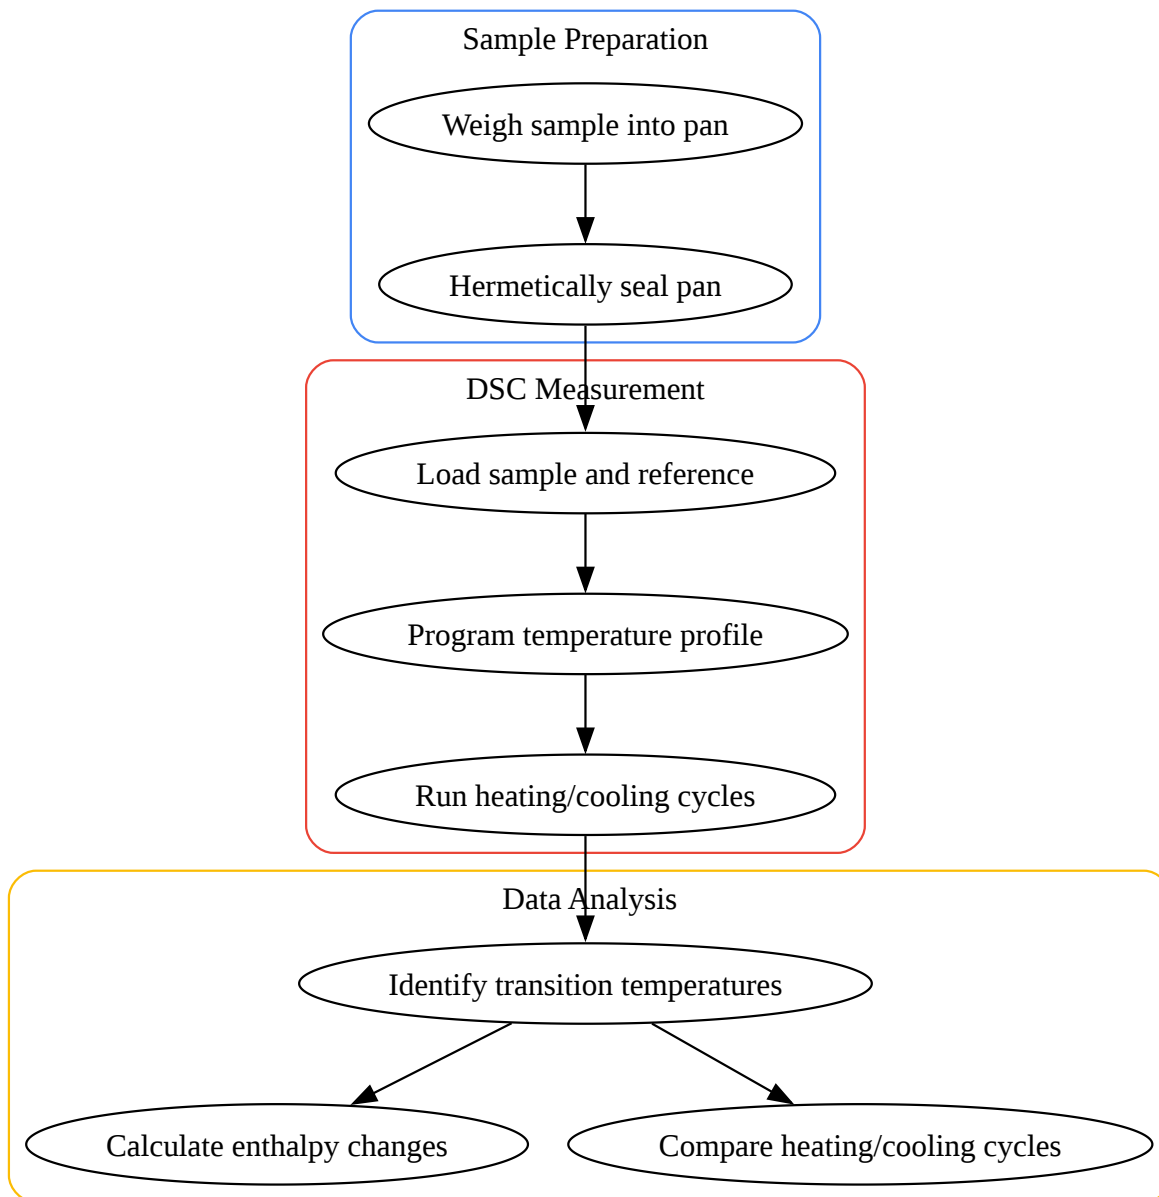 Sample Preparation
Weigh sample into pan
Hermetically seal pan
DSC Measurement
Load sample and reference
Program temperature profile
Run heating/cooling cycles
Data Analysis
Identify transition temperatures
Calculate enthalpy changes
Compare heating/cooling cycles